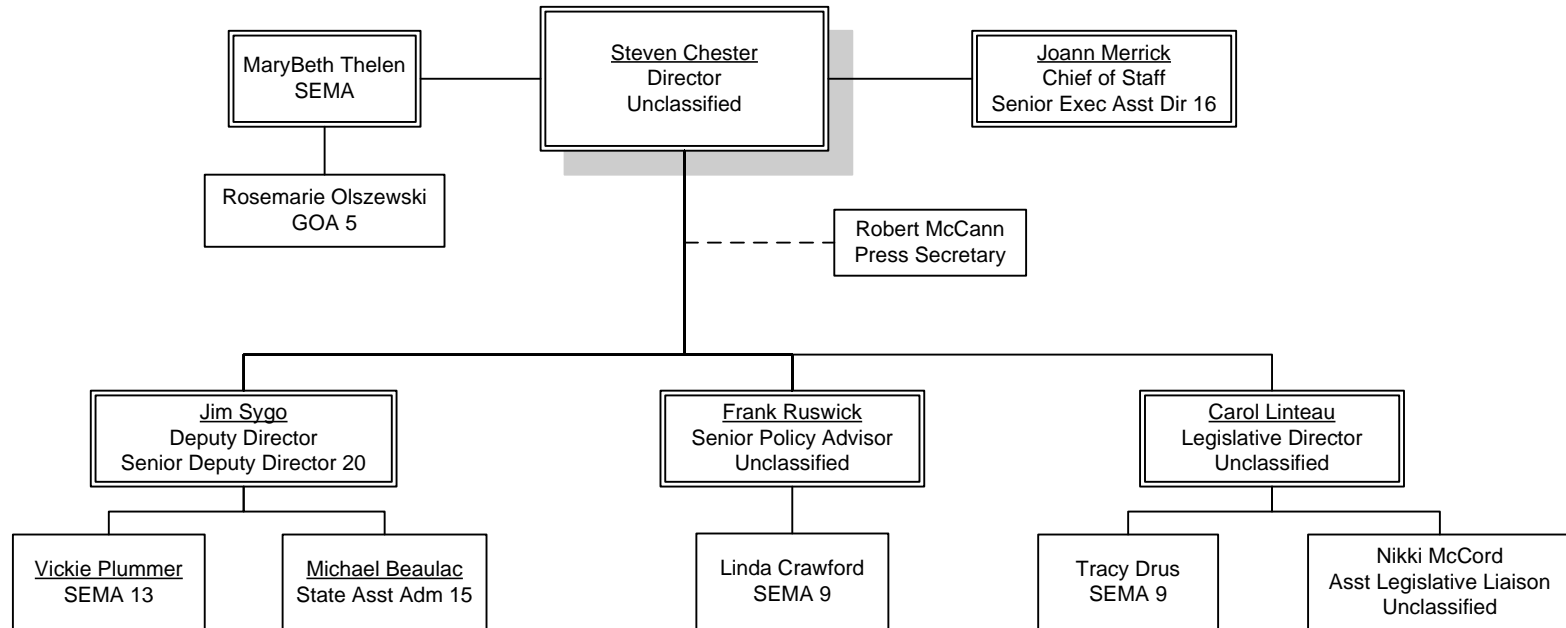 MaryBeth Thelen
SEMA
Steven Chester
Director
Unclassified
Joann Merrick
Chief of Staff
Senior Exec Asst Dir 16
Rosemarie Olszewski
GOA 5
Robert McCann
Press Secretary
Jim Sygo
Deputy Director
Senior Deputy Director 20
Frank Ruswick
Senior Policy Advisor
Unclassified
Carol Linteau
Legislative Director
Unclassified
Vickie Plummer
SEMA 13
Michael Beaulac
State Asst Adm 15
Linda Crawford
SEMA 9
Tracy Drus
SEMA 9
Nikki McCord
Asst Legislative Liaison
Unclassified